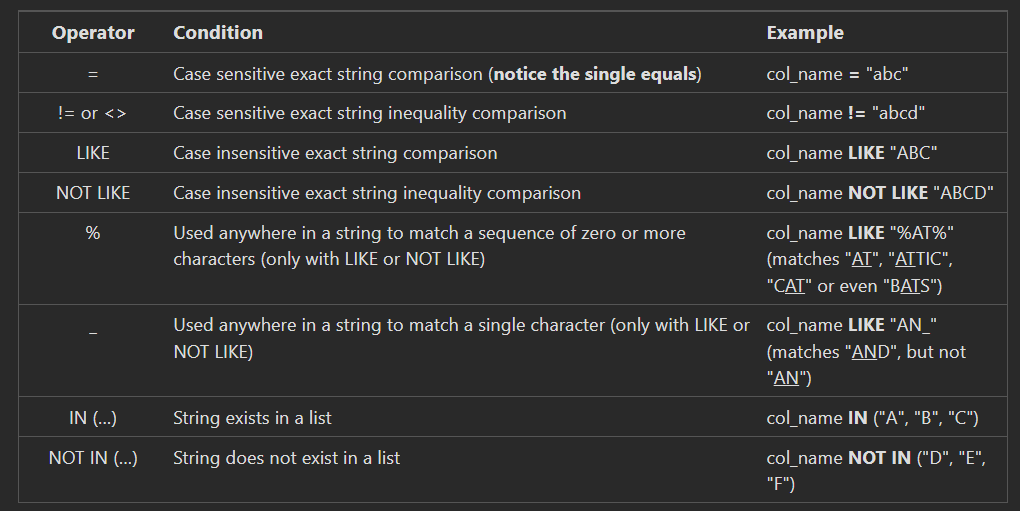 Operator Condition Example
= Case sensitive exact string comparison (notice the single equals) col_name = "abc"
!= or <> Case sensitive exact string inequality comparison col_name != "abcd"
LIKE Case insensitive exact string comparison col_name LIKE "ABC"
NOT LIKE Case insensitive exact string inequality comparison col_name NOT LIKE "ABCD"
% Used anywhere in a string to match a sequence of zero or more col_name LIKE "%AT%"
characters (only with LIKE or NOT LIKE) (matches "AT", "ATTIC",
"CAT" or even "BATS")
_ Used anywhere in a string to match a single character (only with LIKE or col_name LIKE "AN_"
NOT LIKE) (matches "AND", but not
"AN")
IN (...) String exists in a list col_name IN ("A", "B", "C")
NOT IN (...) String does not exist in a list col_name NOT IN ("D", "E",
"F")